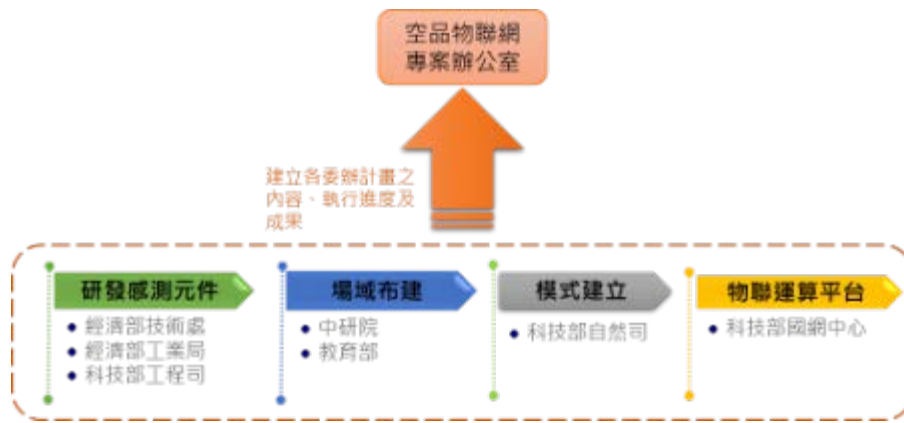 空品物聯網
專案辦公室
建立各委辦計畫之
內容、執行進度及
成果
研發感測元件
經濟部技術處
經濟部工業局
科技部工程司
場域布建
中研院
教育部
模式建立
科技部自然司
物聯運算平台
科技部國網中心